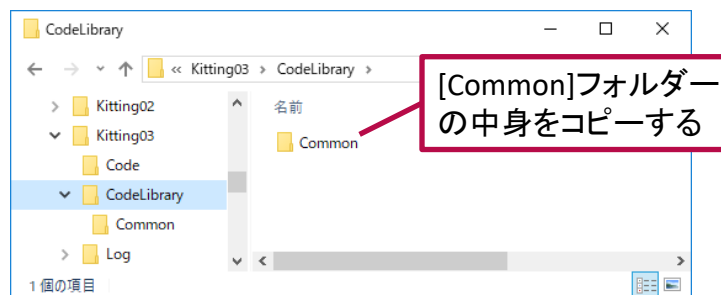 CodeLibrary
« Kitting03 › CodeLibrary ›
[Common]フォルダー
の中身をコピーする
Kitting02
名前
Kitting03
Common
Code
CodeLibrary
Common
Log
1 個の項目